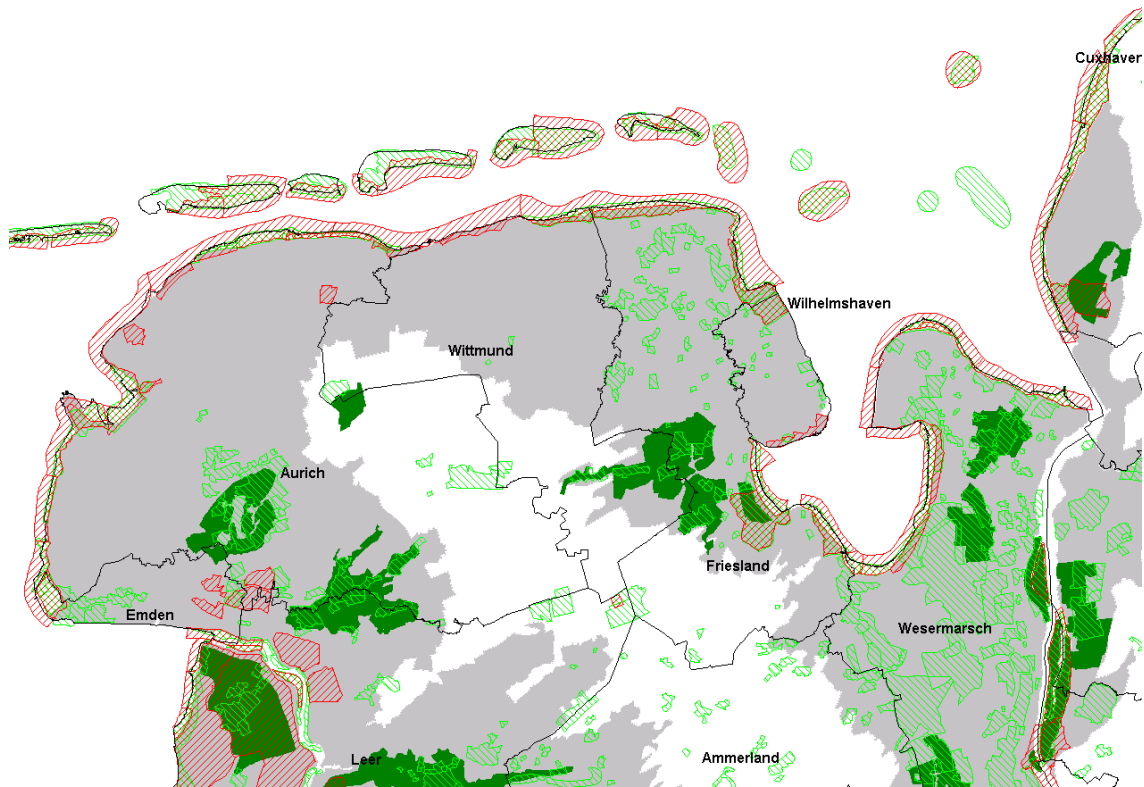 Cuxhaven
Wilhelmshaven
Wittmund
Aurich
Friesland
Emden
Wesermarsch
Leer
Ammerland